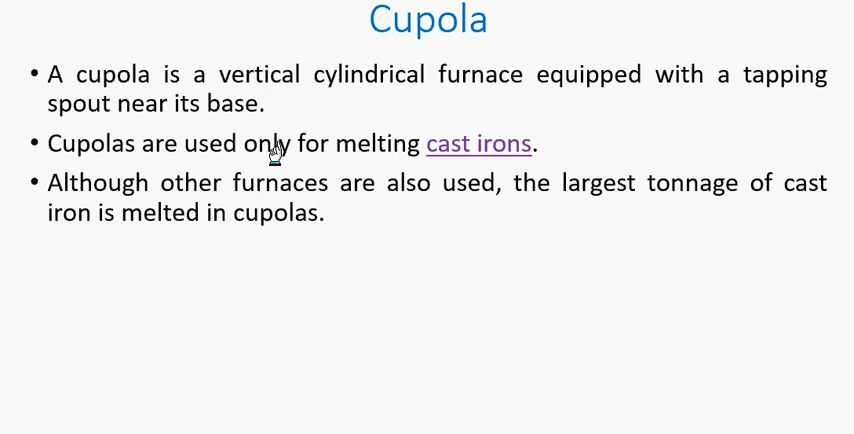 Cupola
• A cupola is a vertical cylindrical furnace equipped with a tapping
spout near its base.
• Cupolas are used only for melting cast irons.
• Although other furnaces are also used, the largest tonnage of cast
iron is melted in cupolas.